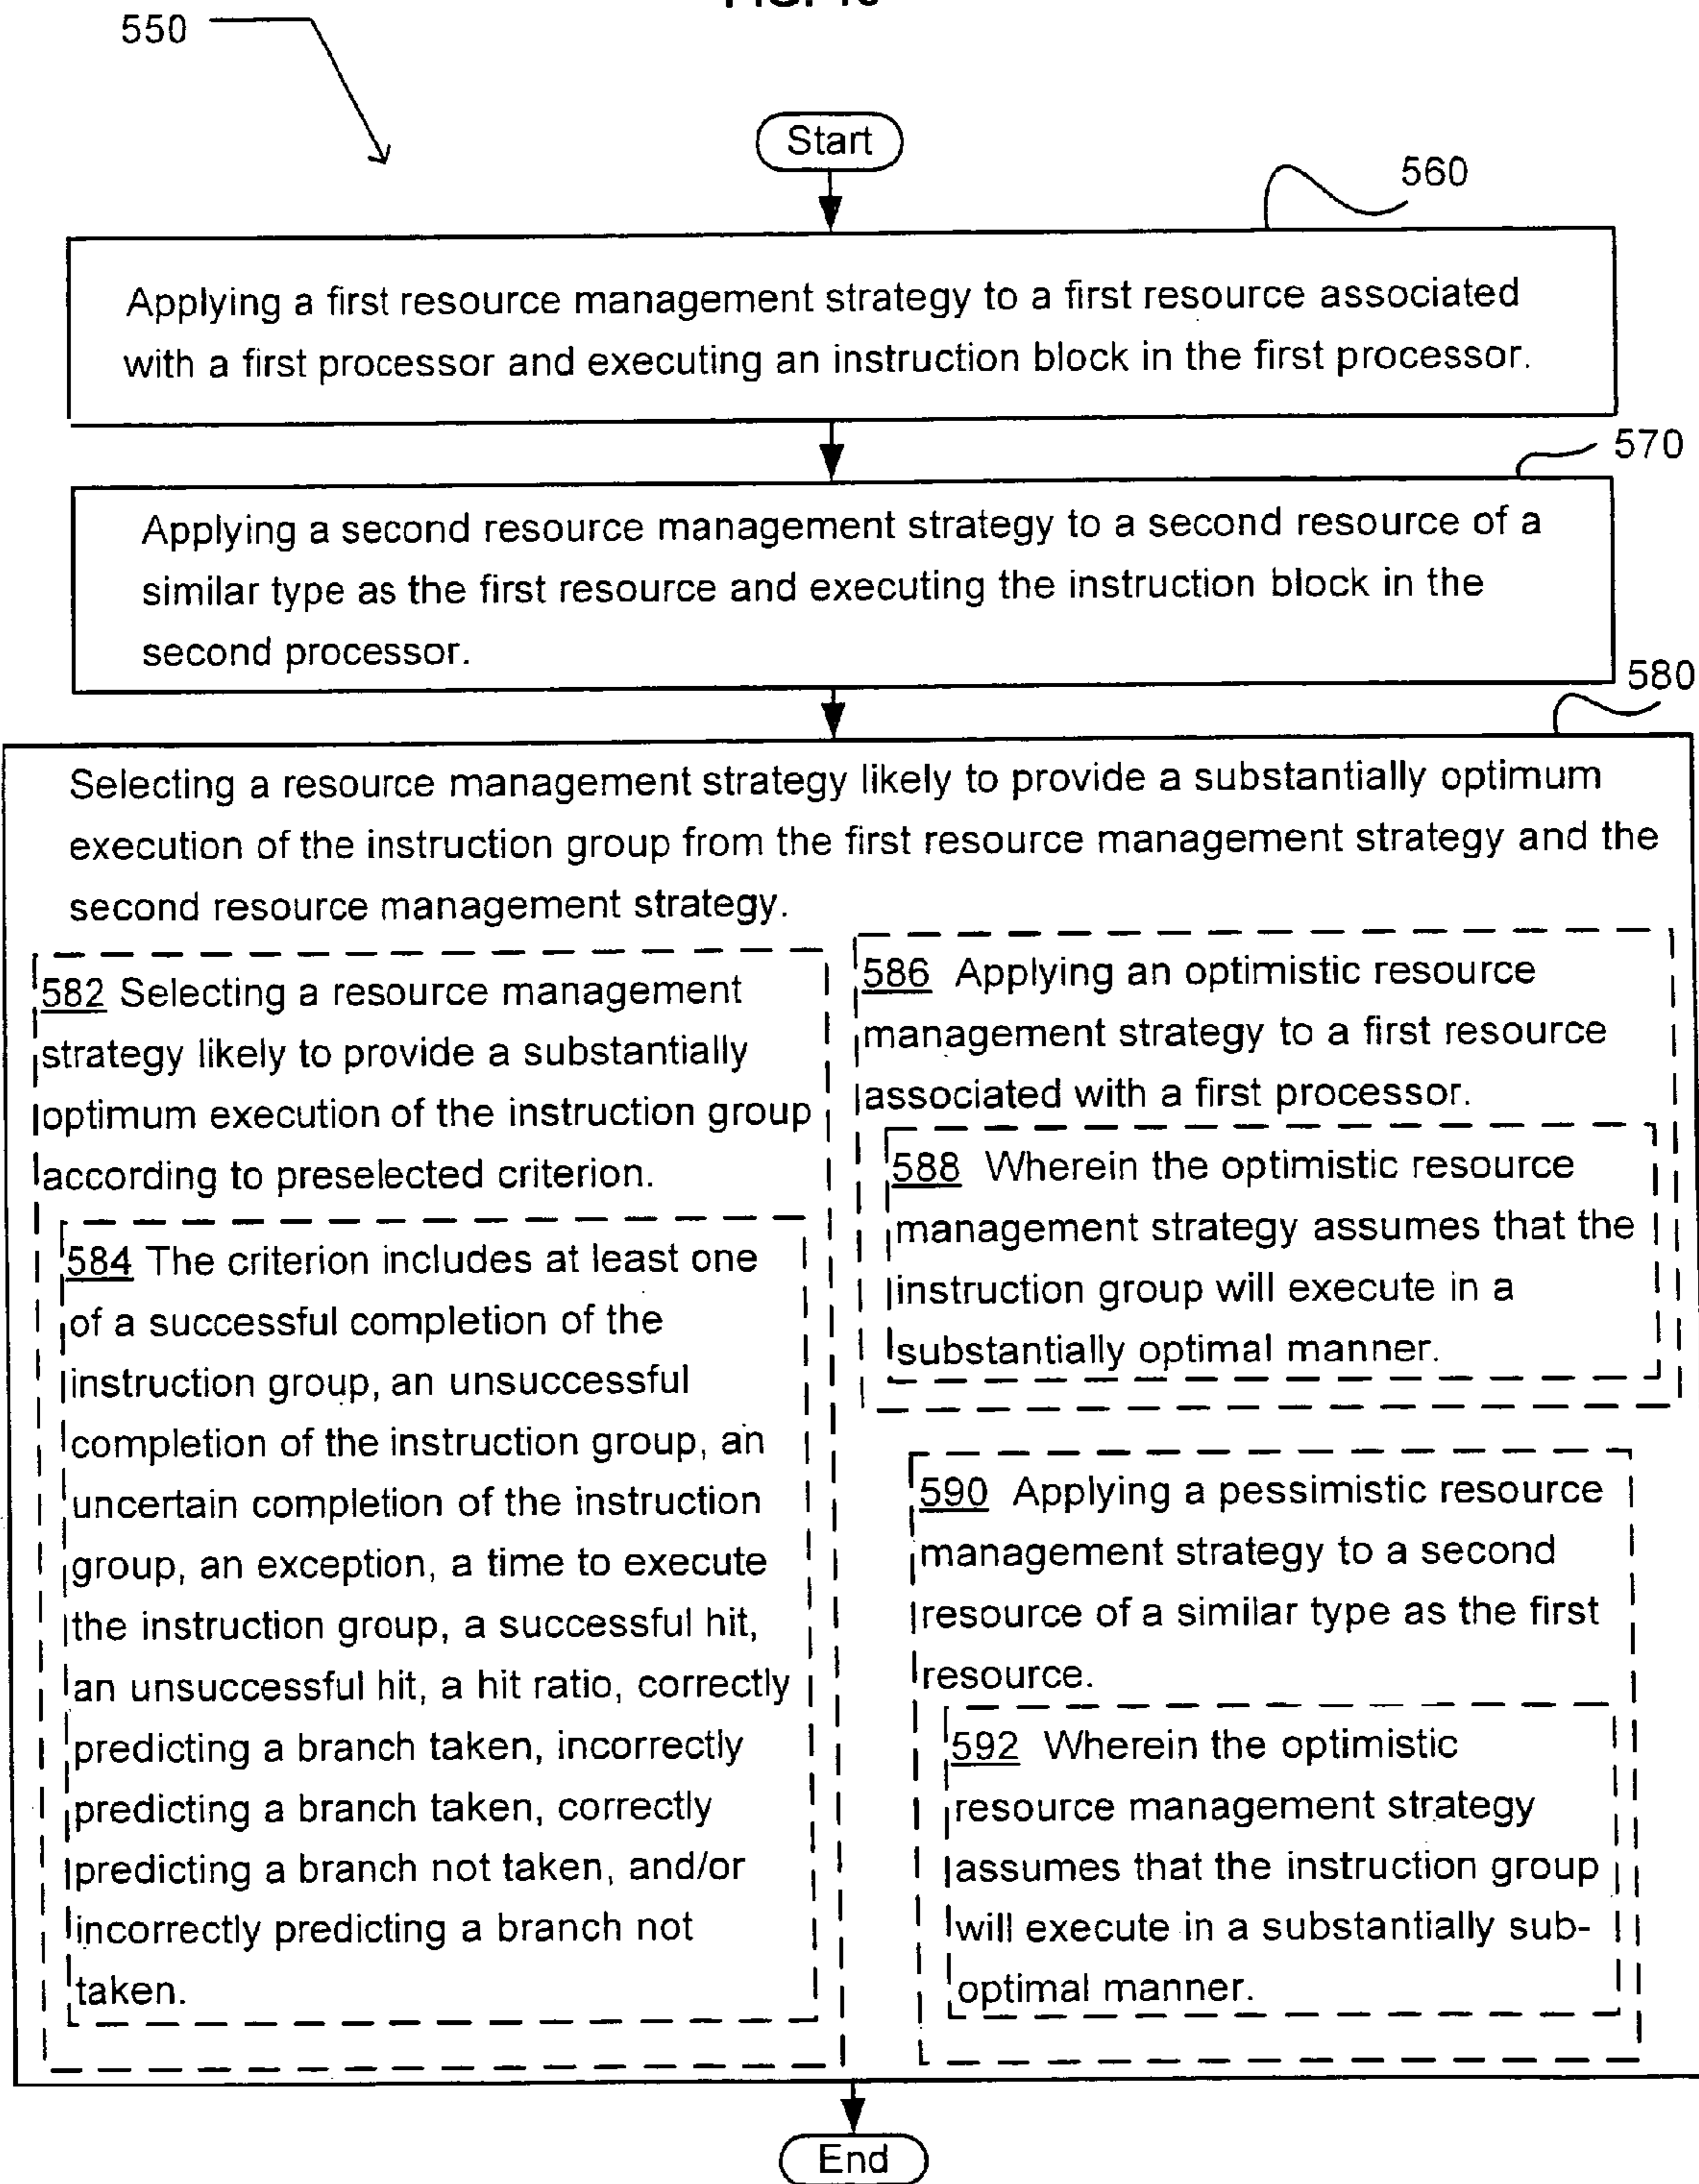 550
Start
560
Applying a first resource management strategy to a first resource associated
with a first processor and executing an instruction block in the first processor.
570
Applying a second resource management strategy to a second resource of a
similar type as the first resource and executing the instruction block in the
second processor.
580
Selecting a resource management strategy likely to provide a substantially optimum
execution of the instruction group from the first resource management strategy and the
second resource management strategy.
582 Selecting a resource management
strategy likely to provide a substantially
optimum execution of the instruction group
according to preselected criterion.
584 The criterion includes at least one
of a successful completion of the
instruction group, an unsuccessful
completion of the instruction group, an
uncertain completion of the instruction
group, an exception, a time to execute
the instruction group, a successful hit,
an unsuccessful hit, a hit ratio, correctly
predicting a branch taken, incorrectly
predicting a branch taken, correctly
predicting a branch not taken, and/or
incorrectly predicting a branch not
taken.
586 Applying an optimistic resource
management strategy to a first resource
associated with a first processor.
588 Wherein the optimistic resource
management strategy assumes that the
instruction group will execute in a
substantially optimal manner.
590 Applying a pessimistic resource
management strategy to a second
resource of a similar type as the first
resource.
592 Wherein the optimistic
resource management strategy
assumes that the instruction group
will execute in a substantially sub-
optimal manner.
End